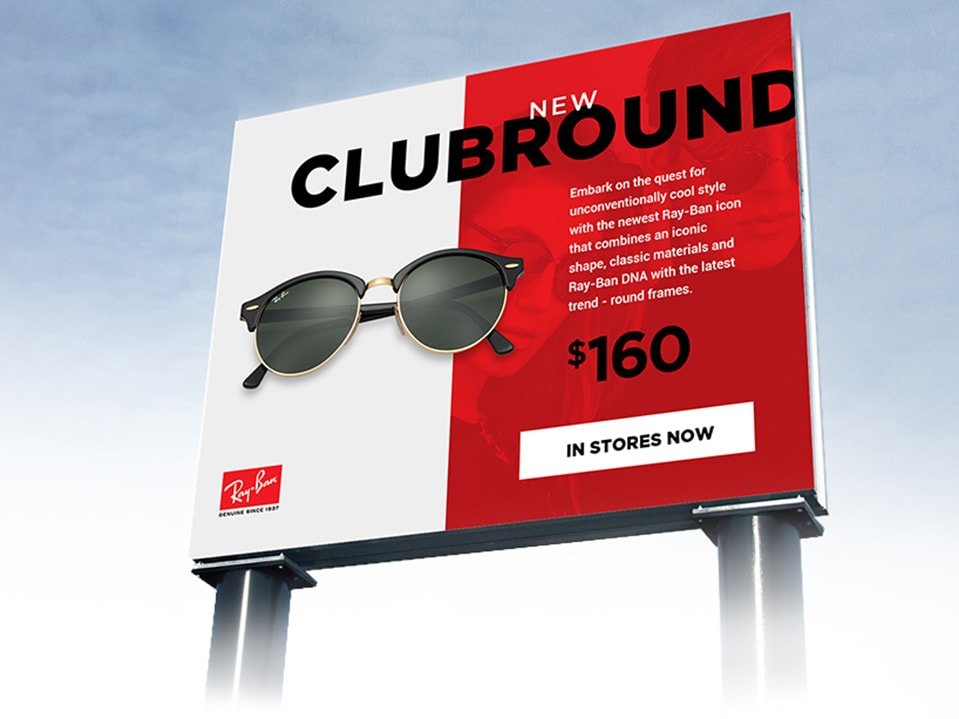 NEW
CLUBROUND
Embark on the quest for
unconventionally cool style
with the newest Ray-Ban icon
that combines an iconic
shape, classic materials and
Ray-Ban DNA with the latest
trend - round frames.
$160
IN STORES NOW
Ray-Ban
Ray-Ban
GENUINE SINCE 1937